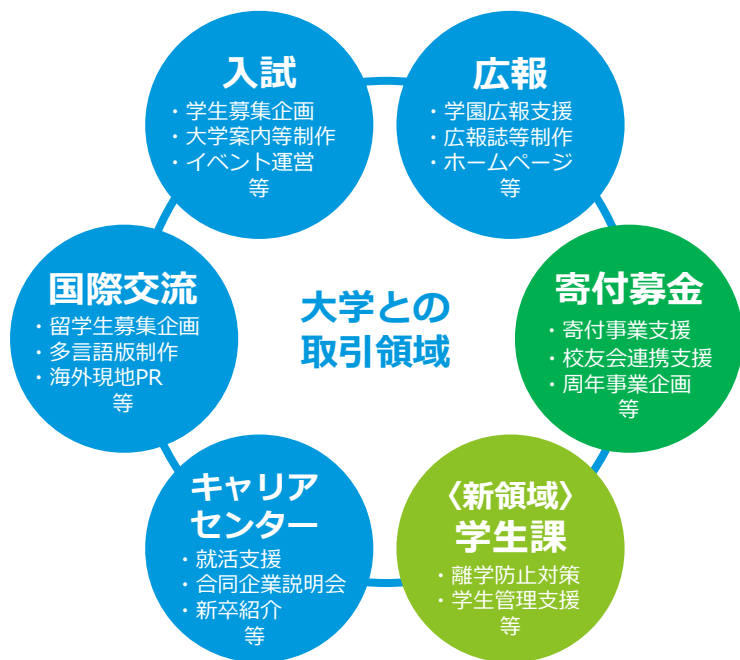 入試
・学生募集企画
・大学案内等制作
・イベント運営
等
広報
・学園広報支援
・広報誌等制作
・ホームページ
等
国際交流
・留学生募集企画
・多言語版制作
・海外現地PR
等
大学との
取引領域
寄付募金
・寄付事業支援
・校友会連携支援
・周年事業企画
等
キャリア
センター
・就活支援
・合同企業説明会
・新卒紹介
等
〈新領域〉
学生課
・離学防止対策
・学生管理支援
等